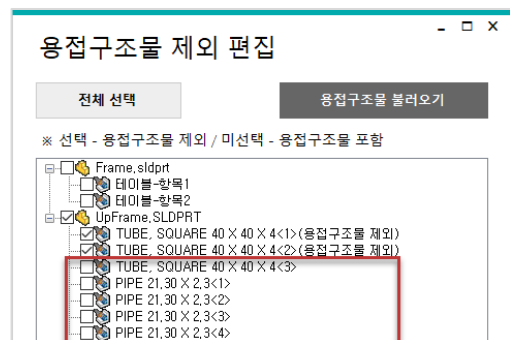 용접구조물 제외 편집
전체 선택
용접구조물 불러오기
※ 선택 - 용접구조물 제외 / 미선택 - 용접구조물 포함
Frame.sldprt
테이블-항목1
테이블-항목2
UpFrame.SLDPRT
TUBE, SQUARE 40 X 40 X 4<1>(용접구조물 제외)
TUBE, SQUARE 40 X 40 X 4<2>(용접구조물 제외)
TUBE, SQUARE 40 X 40 X 4<3>
PIPE 21.30 X 2.3<1>
PIPE 21.30 X 2.3<2>
PIPE 21.30 X 2.3<3>
PIPE 21.30 X 2.3<4>